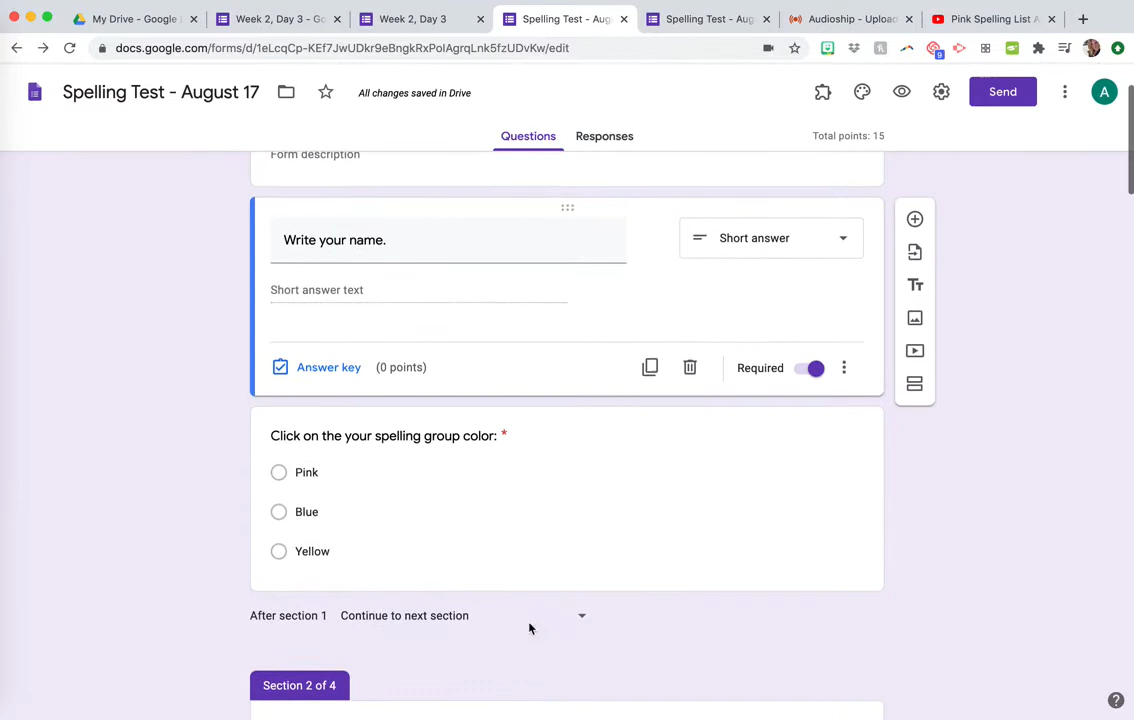 My Drive - Google
Week 2, Day 3 - Go
Week 2, Day 3
Spelling Test - Aug
Spelling Test - Aug
Audioship - Upload
Pink Spelling List A
docs.google.com/forms/d/1eLcqCp-KEf7JwUDkr9eBngkRxPolAgrqLnk5fzUDvKw/edit
9
Spelling Test - August 17
All changes saved in Drive
Send
A
Questions
Responses
Total points: 15
Form description
Write your name.
Short answer
Short answer text
Answer key
(0 points)
Required
Click on the your spelling group color: *
Pink
Blue
Yellow
After section 1 Continue to next section
Section 2 of 4